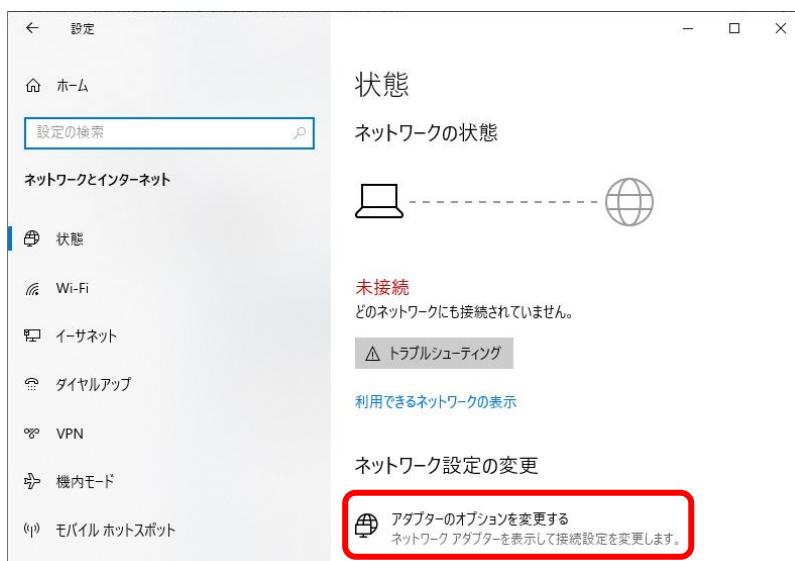 設定
ホーム
設定の検索
ネットワークとインターネット
状態
Wi-Fi
イーサネット
ダイヤルアップ
VPN
機内モード
モバイル ホットスポット
状態
ネットワークの状態
未接続
どのネットワークにも接続されていません。
トラブルシューティング
利用できるネットワークの表示
ネットワーク設定の変更
アダプターのオプションを変更する
ネットワーク アダプターを表示して接続設定を変更します。